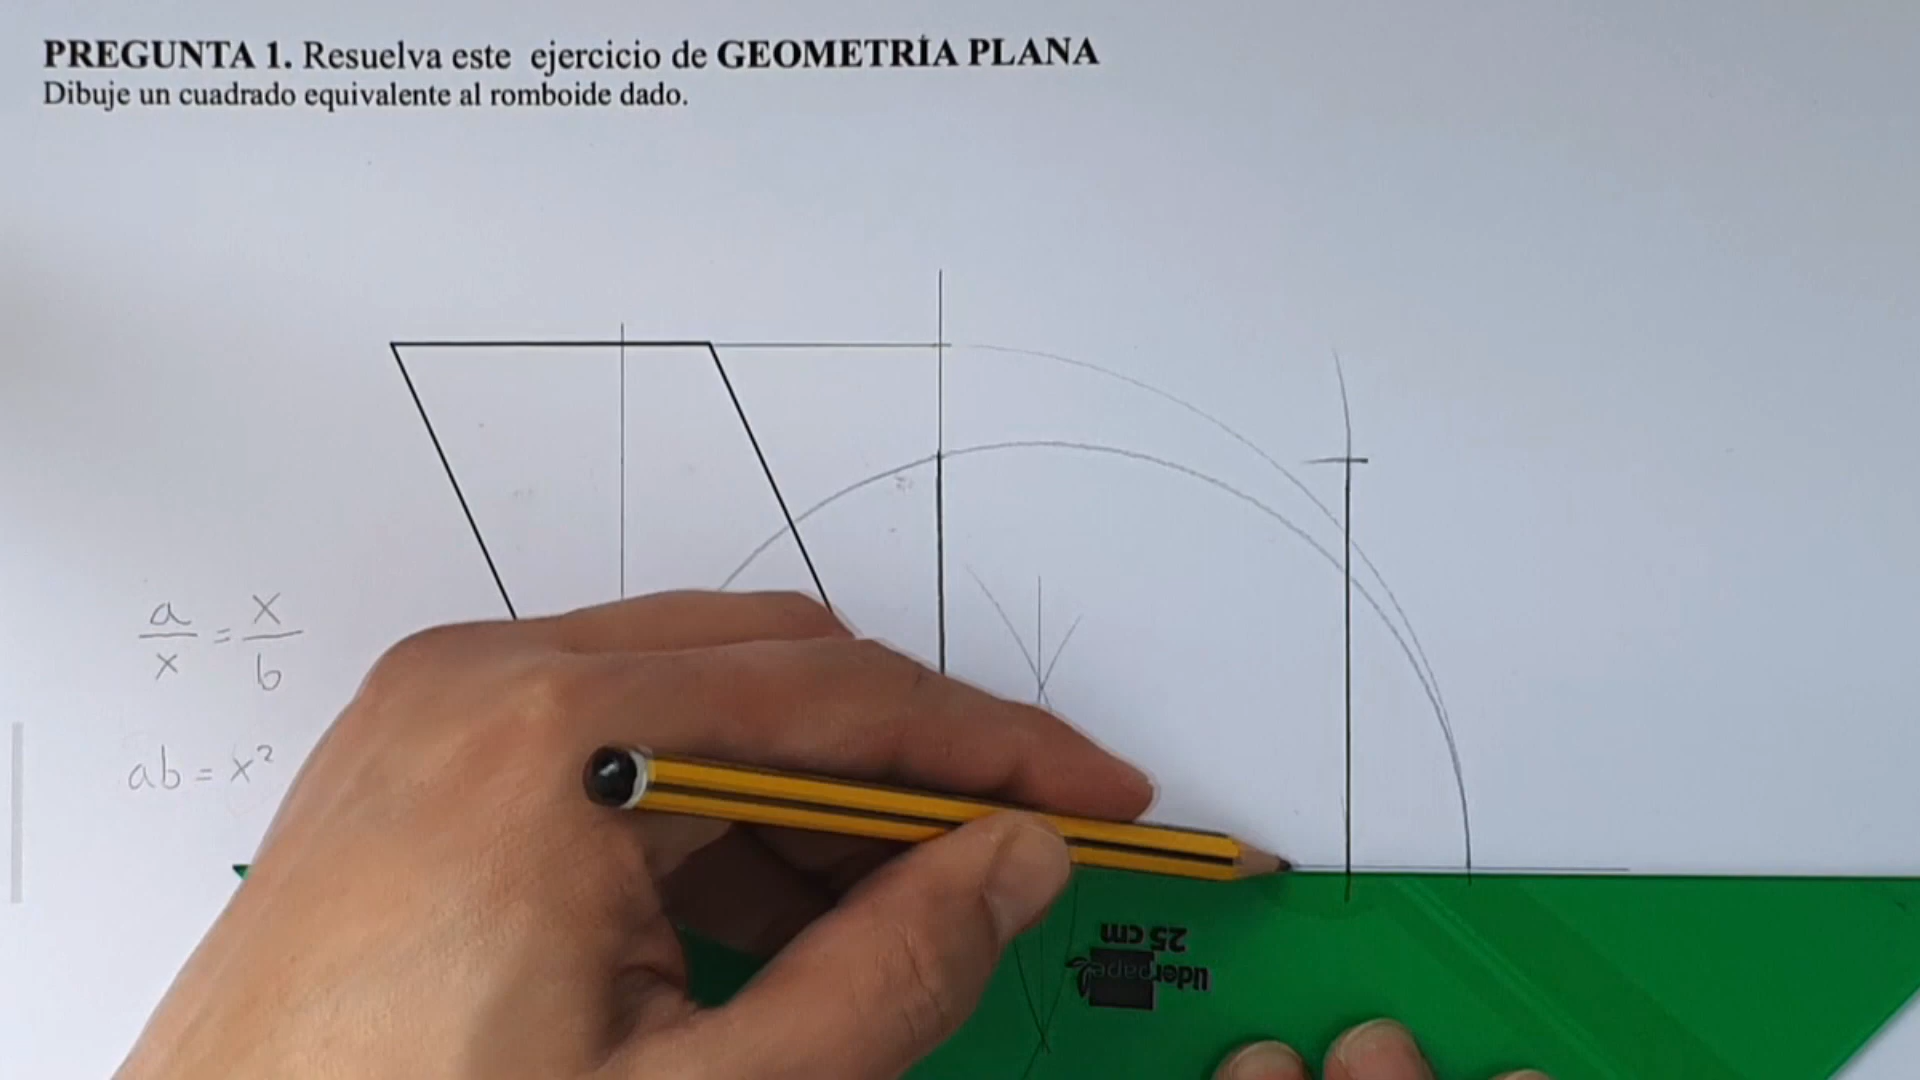 PREGUNTA 1. Resuelva este ejercicio de GEOMETRÍA PLANA
Dibuje un cuadrado equivalente al romboide dado.
a/x = x/b
ab = x²
25 cm